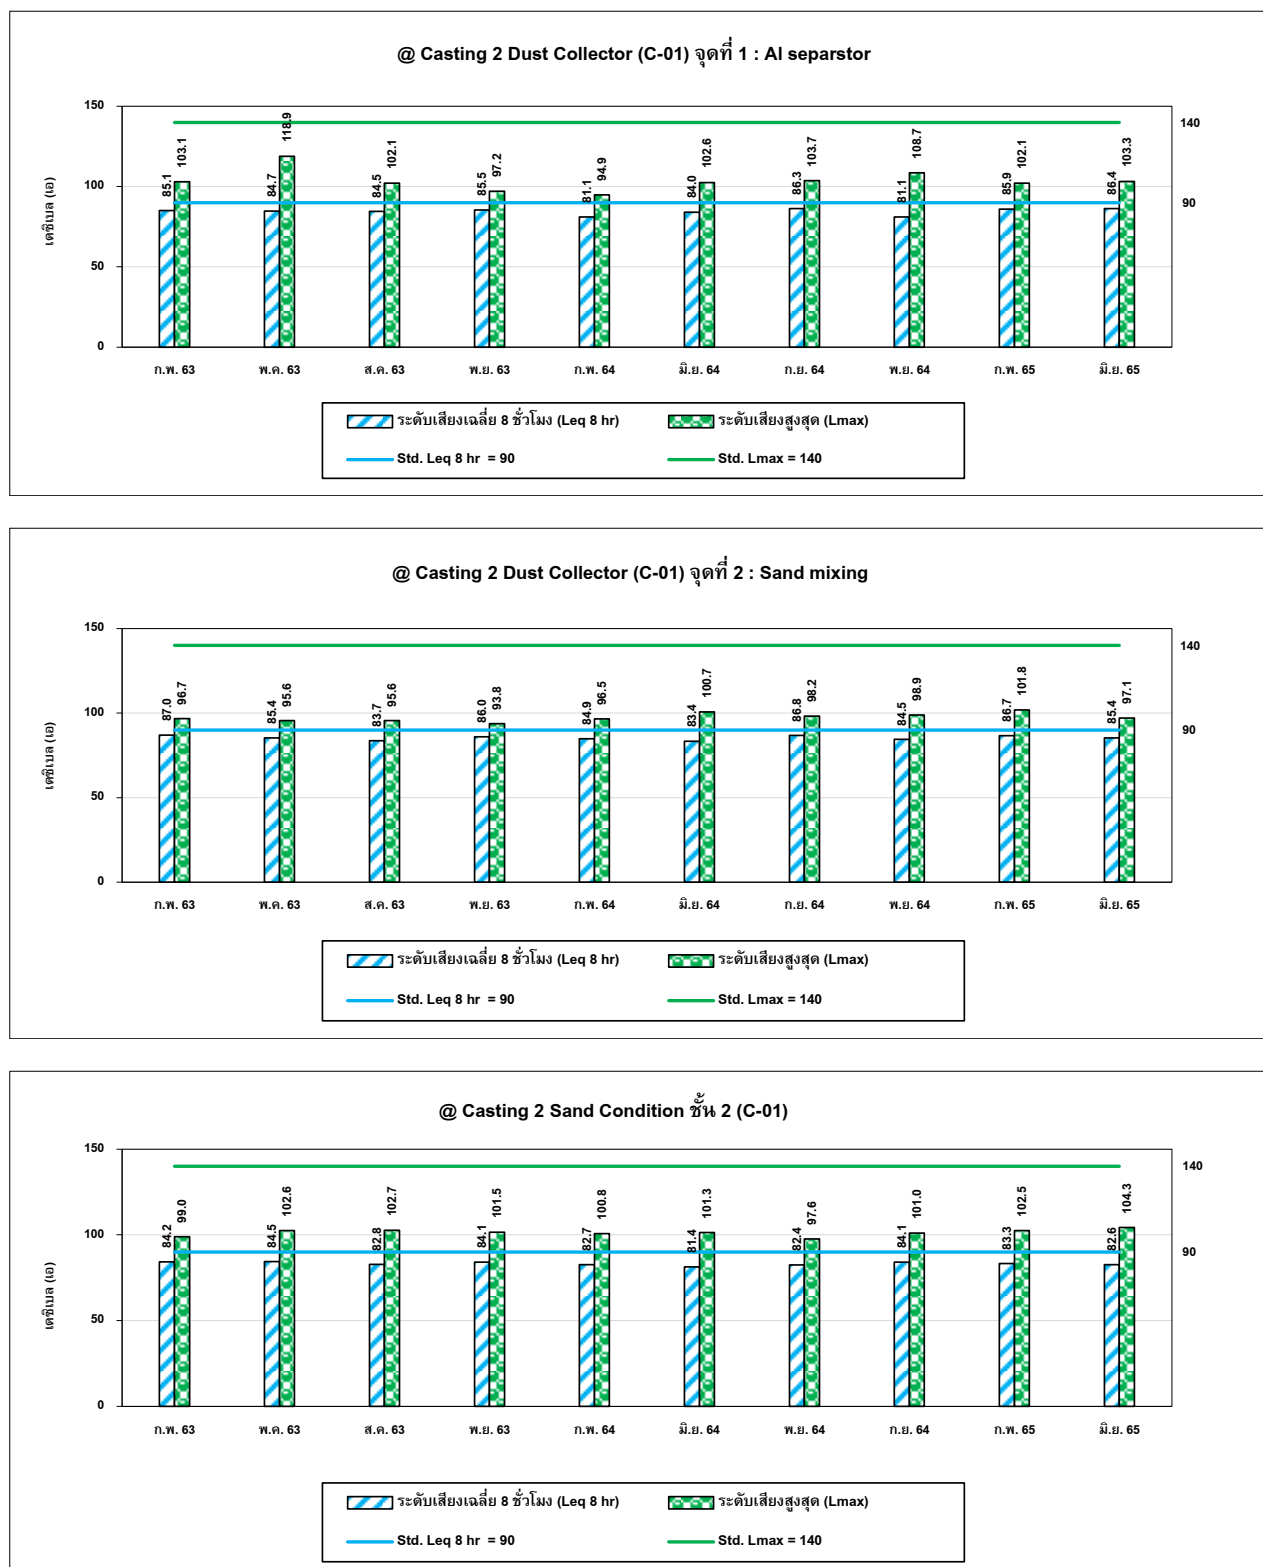 @ Casting 2 Dust Collector (C-01) จุดที่ 1 : Al separstor
เดซิเบล (เอ)
150
100
50
0
140
90
85.1 103.1 84.7 118.9 84.5 102.1 85.5 97.2 81.1 94.9 84.0 102.6 86.3 103.7 81.1 108.7 85.9 102.1 86.4 103.3
ก.พ. 63 พ.ค. 63 ส.ค. 63 พ.ย. 63 ก.พ. 64 มิ.ย. 64 ก.ย. 64 พ.ย. 64 ก.พ. 65 มิ.ย. 65
ระดับเสียงเฉลี่ย 8 ชั่วโมง (Leq 8 hr) ระดับเสียงสูงสุด (Lmax)
Std. Leq 8 hr = 90 Std. Lmax = 140
@ Casting 2 Dust Collector (C-01) จุดที่ 2 : Sand mixing
เดซิเบล (เอ)
150
100
50
0
140
90
87.0 96.7 85.4 95.6 83.7 95.6 86.0 93.8 84.9 96.5 83.4 100.7 86.8 98.2 84.5 98.9 86.7 101.8 85.4 97.1
ก.พ. 63 พ.ค. 63 ส.ค. 63 พ.ย. 63 ก.พ. 64 มิ.ย. 64 ก.ย. 64 พ.ย. 64 ก.พ. 65 มิ.ย. 65
ระดับเสียงเฉลี่ย 8 ชั่วโมง (Leq 8 hr) ระดับเสียงสูงสุด (Lmax)
Std. Leq 8 hr = 90 Std. Lmax = 140
@ Casting 2 Sand Condition ชั้น 2 (C-01)
เดซิเบล (เอ)
150
100
50
0
140
90
84.2 99.0 84.5 102.6 82.8 102.7 84.1 101.5 82.7 100.8 81.4 101.3 82.4 97.6 84.1 101.0 83.3 102.5 82.6 104.3
ก.พ. 63 พ.ค. 63 ส.ค. 63 พ.ย. 63 ก.พ. 64 มิ.ย. 64 พ.ย. 64 ก.ย. 64 ก.พ. 65 มิ.ย. 65
ระดับเสียงเฉลี่ย 8 ชั่วโมง (Leq 8 hr) ระดับเสียงสูงสุด (Lmax)
Std. Leq 8 hr = 90 Std. Lmax = 140